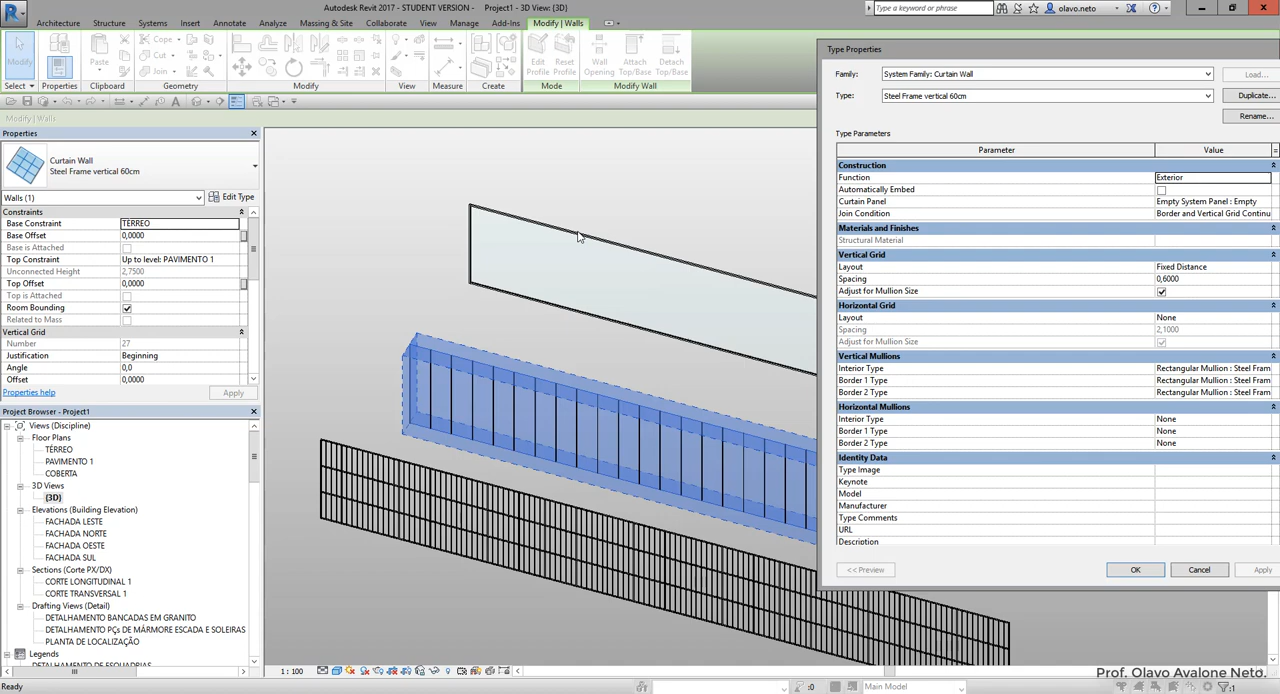 Autodesk Revit 2017 - STUDENT VERSION - Project1 - 3D View: {3D}
Type a keyword or phrase
olavo.neto
Architecture Structure Systems Insert Annotate Analyze Massing & Site Collaborate View Manage Add-Ins Modify | Walls
Modify
Paste
Cope
Cut
Join
Edit Profile
Reset Profile
Wall Opening
Attach Top/Base
Detach Top/Base
Select Properties Clipboard Geometry Modify View Measure Create Mode Modify Wall
Modify | Walls
Properties
Curtain Wall
Steel Frame vertical 60cm
Walls (1)
Edit Type
Constraints
Base Constraint TÉRREO
Base Offset 0,0000
Base is Attached
Top Constraint Up to level: PAVIMENTO 1
Unconnected Height 2,7500
Top Offset 0,0000
Top is Attached
Room Bounding
Related to Mass
Vertical Grid
Number 27
Justification Beginning
Angle 0,0
Offset 0,0000
Properties help Apply
Project Browser - Project1
Views (Discipline)
Floor Plans
TÉRREO
PAVIMENTO 1
COBERTA
3D Views
{3D}
Elevations (Building Elevation)
FACHADA LESTE
FACHADA NORTE
FACHADA OESTE
FACHADA SUL
Sections (Corte PX/DX)
CORTE LONGITUDINAL 1
CORTE TRANSVERSAL 1
Drafting Views (Detail)
DETALHAMENTO BANCADAS EM GRANITO
DETALHAMENTO PÇs DE MÁRMORE ESCADA E SOLEIRAS
PLANTA DE LOCALIZAÇÃO
Legends
DETALHAMENTO DE ESQUADRIAS
Type Properties
Family: System Family: Curtain Wall Load...
Type: Steel Frame vertical 60cm Duplicate...
Rename...
Type Parameters
Parameter Value =
Construction
Function Exterior
Automatically Embed
Curtain Panel Empty System Panel : Empty
Join Condition Border and Vertical Grid Continu
Materials and Finishes
Structural Material
Vertical Grid
Layout Fixed Distance
Spacing 0,6000
Adjust for Mullion Size
Horizontal Grid
Layout None
Spacing 2,1000
Adjust for Mullion Size
Vertical Mullions
Interior Type Rectangular Mullion : Steel Fram
Border 1 Type Rectangular Mullion : Steel Fram
Border 2 Type Rectangular Mullion : Steel Fram
Horizontal Mullions
Interior Type None
Border 1 Type None
Border 2 Type None
Identity Data
Type Image
Keynote
Model
Manufacturer
Type Comments
URL
Description
<< Preview OK Cancel Apply
1 : 100
Prof. Olavo Avalone Neto.
Ready
:0
Main Model
:1